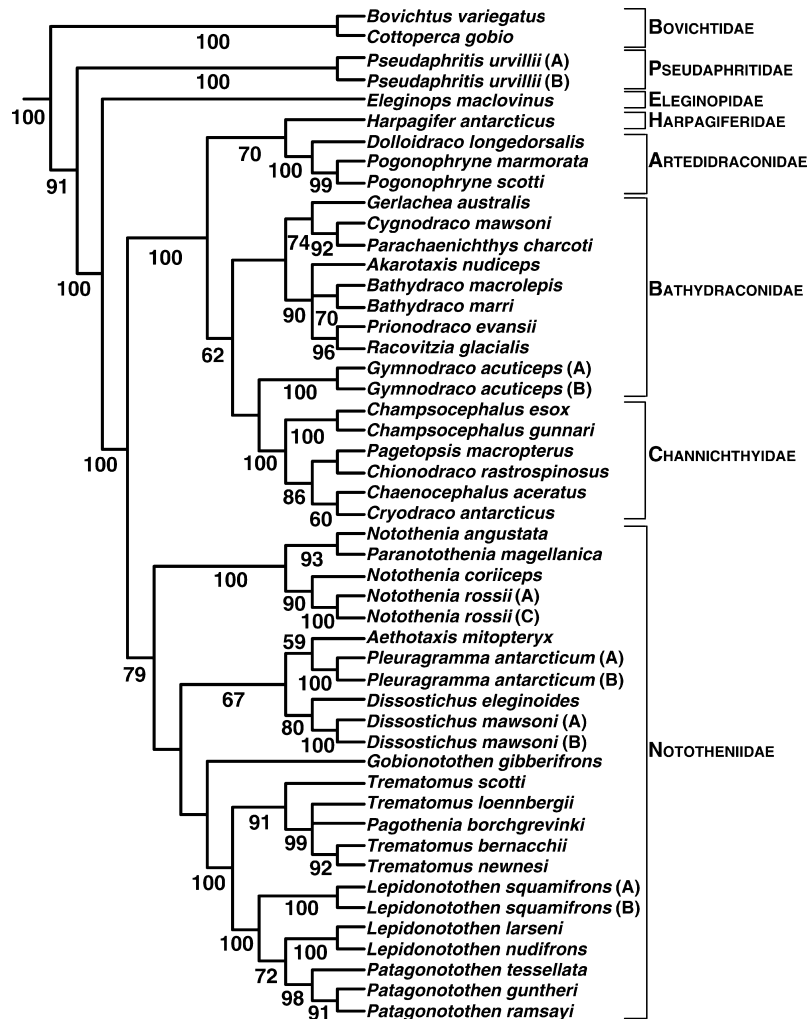 Bovichtus variegatus
Cottoperca gobio
100
BOVICHTIDAE
Pseudaphritis urvillii (A)
Pseudaphritis urvillii (B)
100
PSEUDAPHRITIDAE
100
Eleginops maclovinus
ELEGINOPIDAE
Harpagifer antarcticus
HARPAGIFERIDAE
70
Dolloidraco longedorsalis
100
Pogonophryne marmorata
99
Pogonophryne scotti
ARTEDIDRACONIDAE
91
Gerlachea australis
Cygnodraco mawsoni
74
92
Parachaenichthys charcoti
100
Akarotaxis nudiceps
100
Bathydraco macrolepis
BATHYDRACONIDAE
Bathydraco marri
90
70
Prionodraco evansii
62
96
Racovitzia glacialis
Gymnodraco acuticeps (A)
100
Gymnodraco acuticeps (B)
Champsocephalus esox
100
Champsocephalus gunnari
Pagetopsis macropterus
CHANNICHTHYIDAE
100
100
Chionodraco rastrospinosus
Chaenocephalus aceratus
86
Cryodraco antarcticus
60
Notothenia angustata
Paranotothenia magellanica
93
100
Notothenia coriiceps
Notothenia rossii (A)
90
Notothenia rossii (C)
100
Aethotaxis mitopteryx
59
Pleuragramma antarcticum (A)
79
Pleuragramma antarcticum (B)
100
67
Dissostichus eleginoides
Dissostichus mawsoni (A)
80
Dissostichus mawsoni (B)
100
NOTOTHENIIDAE
Gobionotothen gibberifrons
Trematomus scotti
Trematomus loennbergii
91
Pagothenia borchgrevinki
99
Trematomus bernacchii
92
Trematomus newnesi
100
Lepidonotothen squamifrons (A)
100
Lepidonotothen squamifrons (B)
Lepidonotothen larseni
100
100
Lepidonotothen nudifrons
72
Patagonotothen tessellata
Patagonotothen guntheri
98
91
Patagonotothen ramsayi